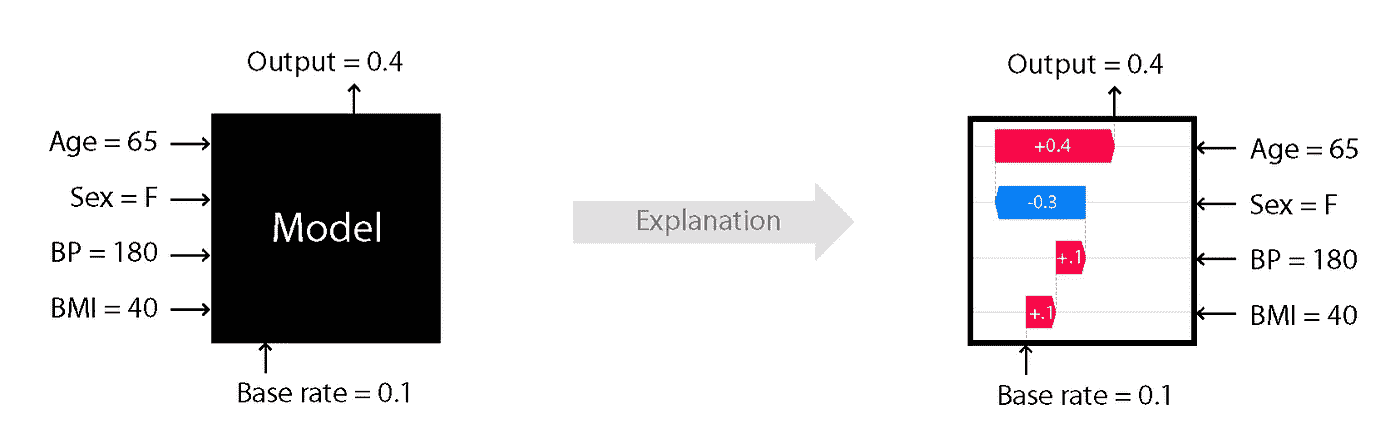 Output = 0.4
Age = 65
Sex = F
BP = 180
BMI = 40
Model
Base rate = 0.1
Explanation
Output = 0.4
+0.4
Age = 65
-0.3
Sex = F
+.1
BP = 180
+.1
BMI = 40
Base rate = 0.1